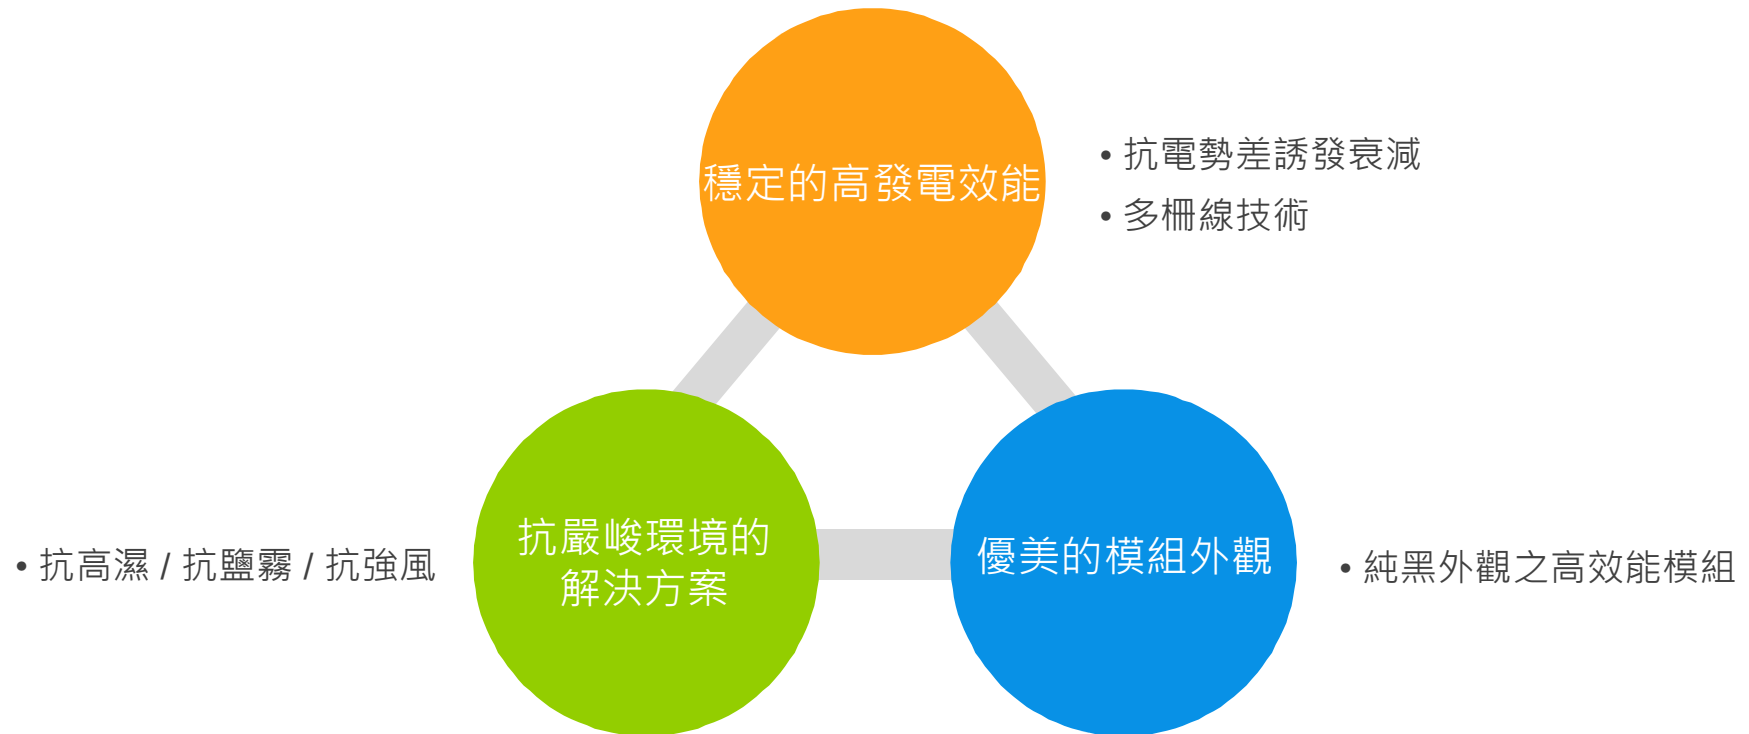 穩定的高發電效能
• 抗電勢差誘發衰減
• 多柵線技術
抗嚴峻環境的
解決方案
• 抗高濕 / 抗鹽霧 / 抗強風
優美的模組外觀
• 純黑外觀之高效能模組